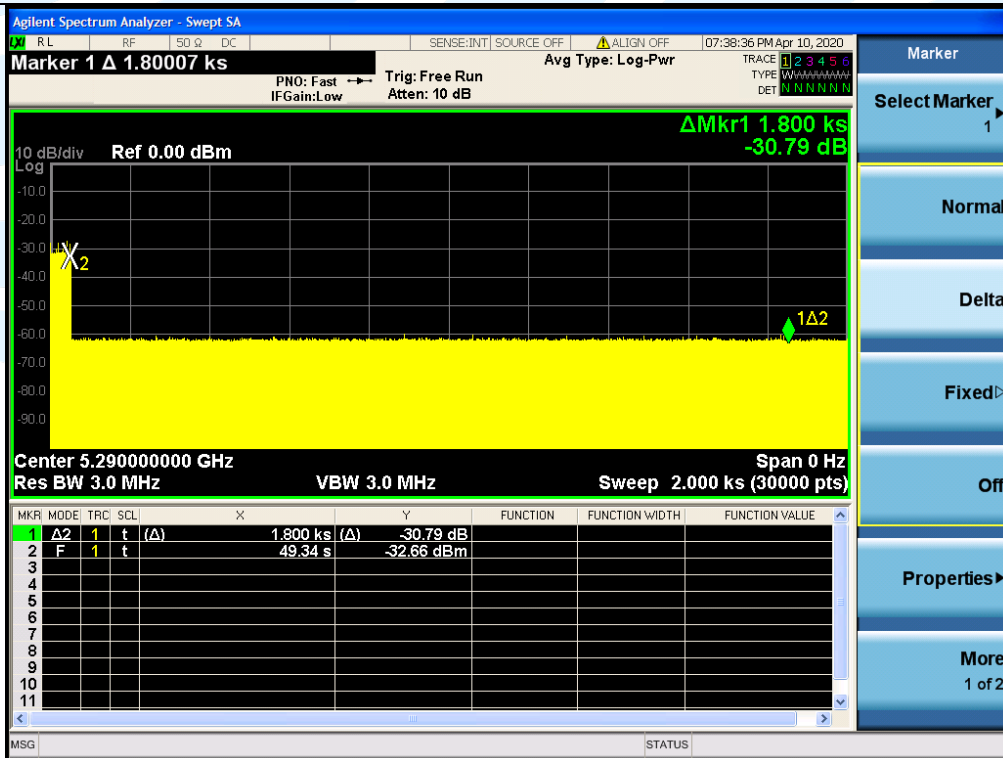 Agilent Spectrum Analyzer - Swept SA
LXI RL RF 50 Ω DC SENSE:INT SOURCE OFF ALIGN OFF 07:38:36 PM Apr 10, 2020
Marker 1 Δ 1.80007 ks
PNO: Fast
IFGain:Low
Trig: Free Run
Atten: 10 dB
Avg Type: Log-Pwr
TRACE 1 2 3 4 5 6
TYPE WWWWWW
DET N N N N N N
ΔMkr1 1.800 ks
-30.79 dB
10 dB/div Ref 0.00 dBm
Log
-10.0
-20.0
-30.0
2
-40.0
-50.0
1Δ2
-60.0
-70.0
-80.0
-90.0
Center 5.290000000 GHz Span 0 Hz
Res BW 3.0 MHz VBW 3.0 MHz Sweep 2.000 ks (30000 pts)
MKR MODE TRC SCL X Y FUNCTION FUNCTION WIDTH FUNCTION VALUE
1 Δ2 1 t (Δ) 1.800 ks (Δ) -30.79 dB
2 F 1 t 49.34 s -32.66 dBm
3
4
5
6
7
8
9
10
11
MSG STATUS
Marker
Select Marker
1
Normal
Delta
Fixed
Off
Properties
More
1 of 2